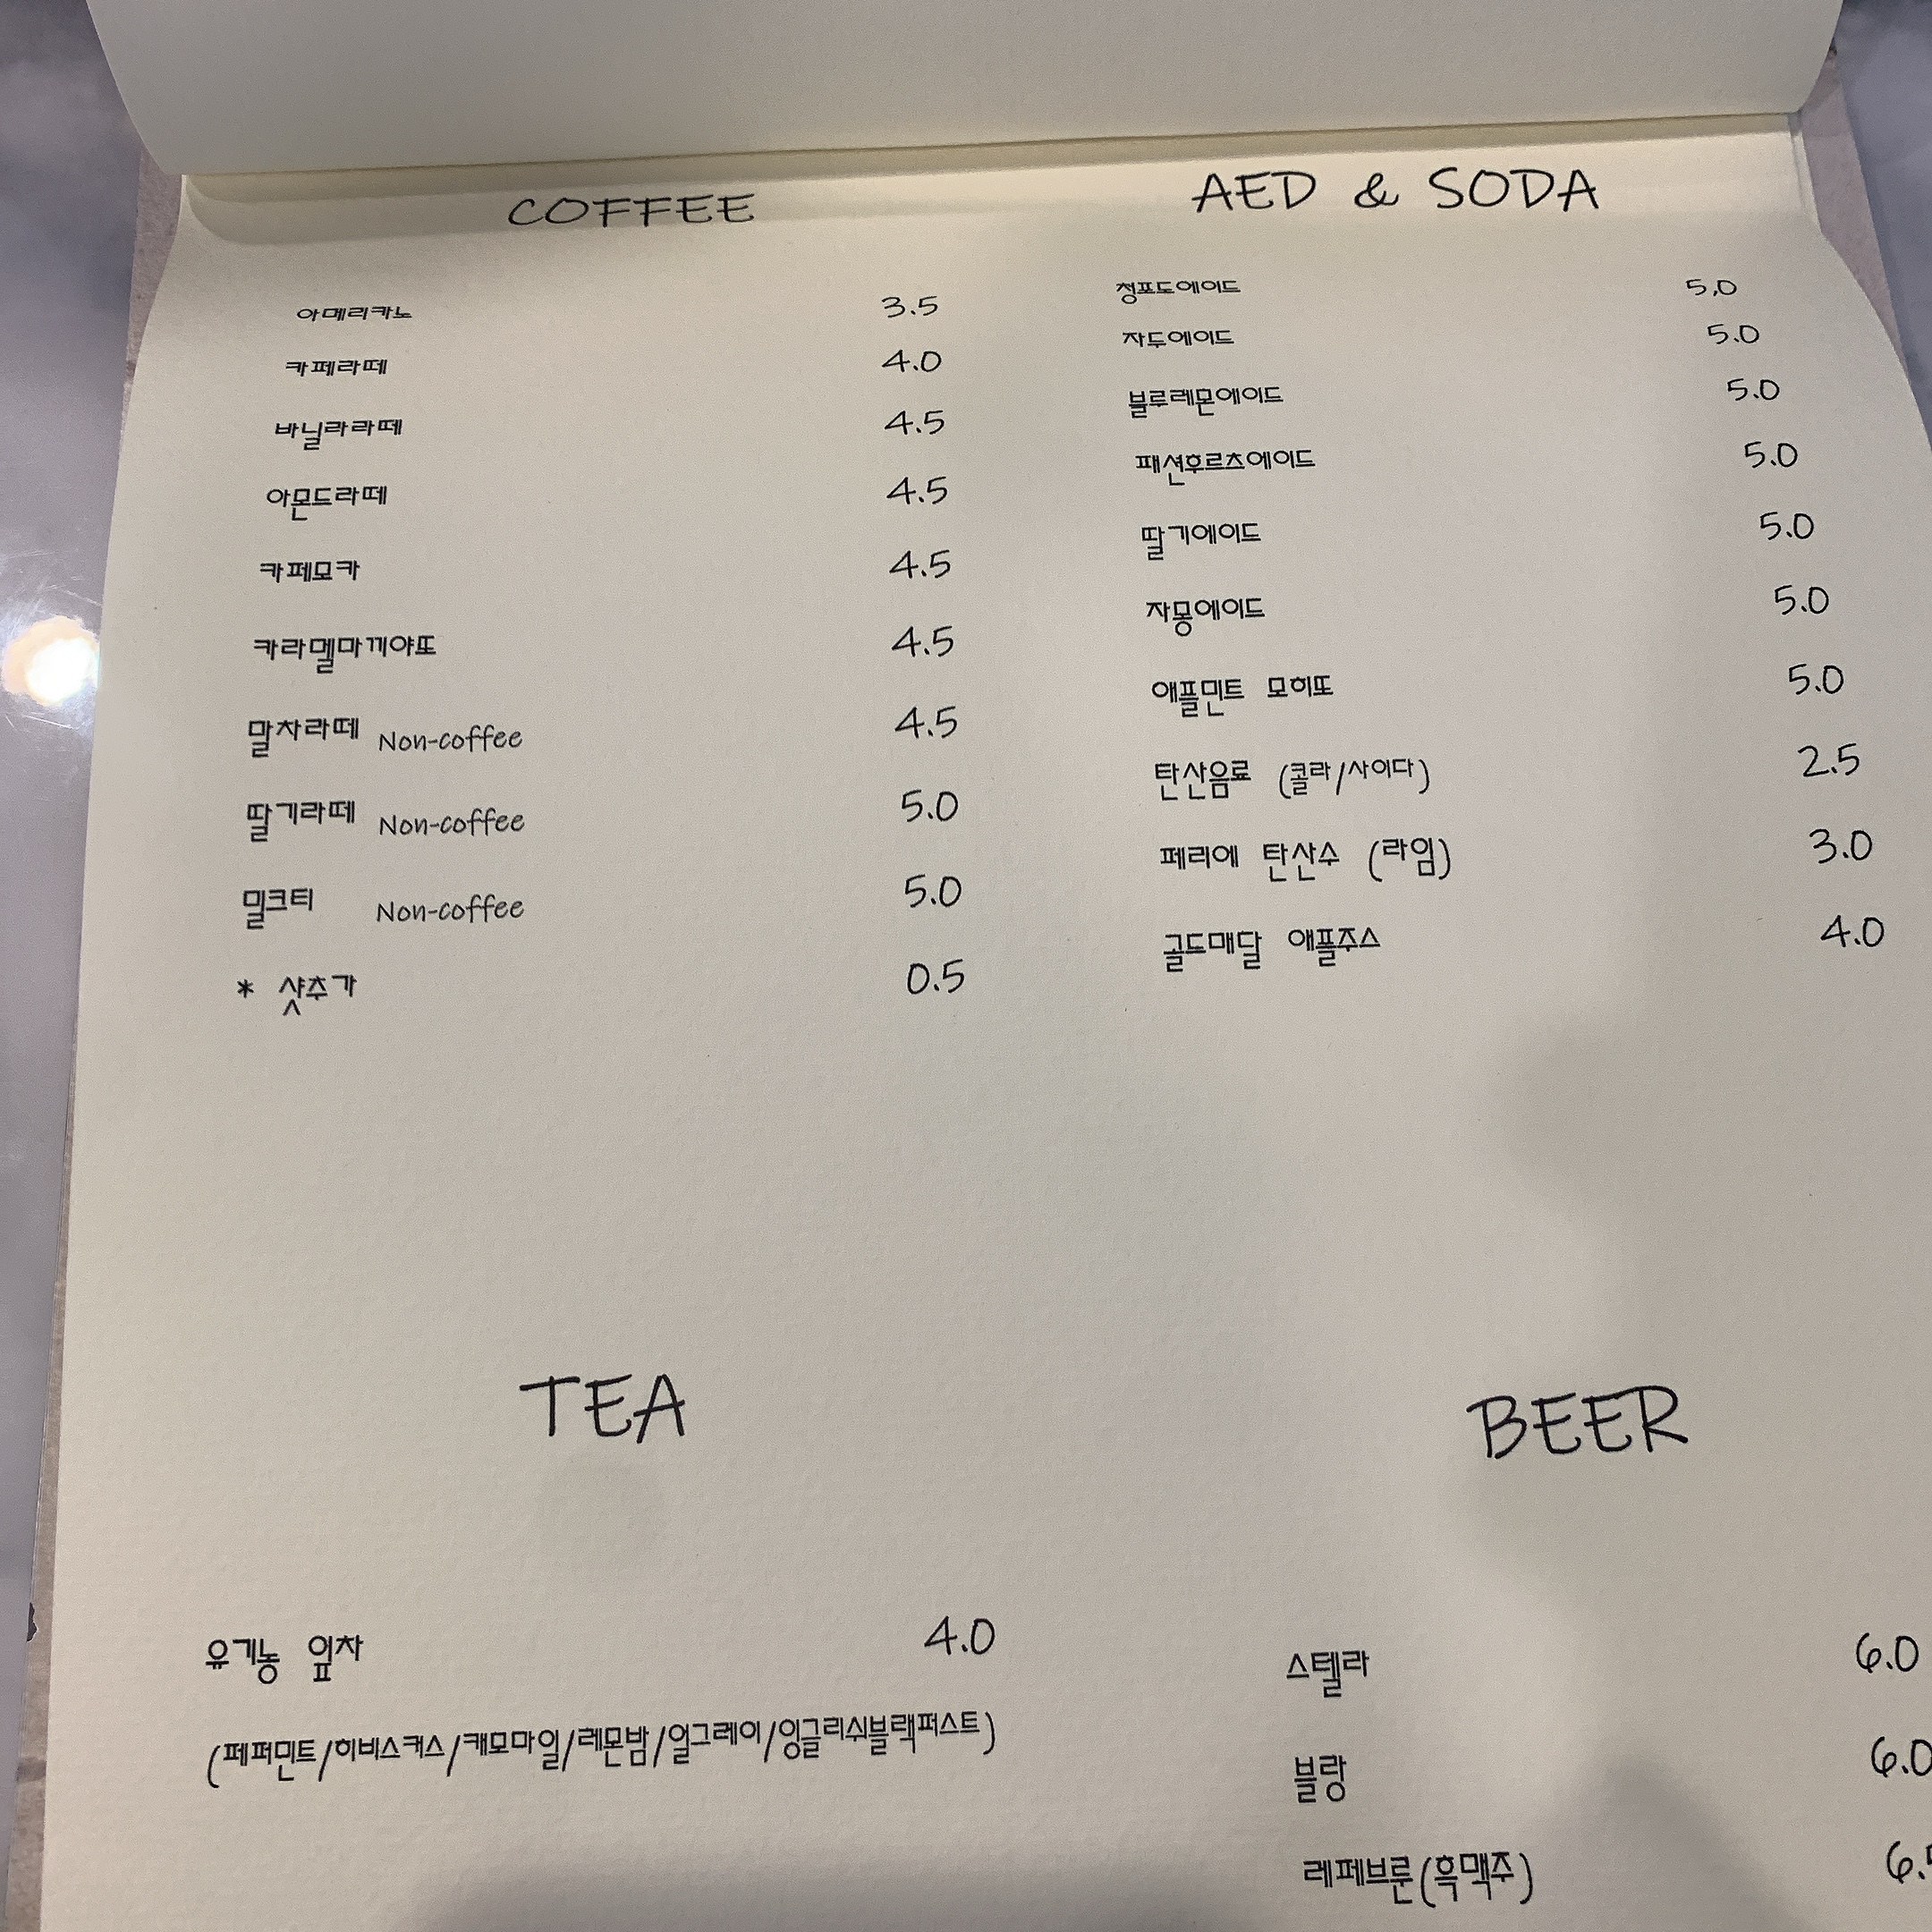 COFFEE
아메리카노 3.5
카페라떼 4.0
바닐라라떼 4.5
아몬드라떼 4.5
카페모카 4.5
카라멜마끼야또 4.5
말차라떼 Non-coffee 4.5
딸기라떼 Non-coffee 5.0
밀크티 Non-coffee 5.0
* 샷추가 0.5
AED & SODA
청포도에이드 5.0
자두에이드 5.0
블루레몬에이드 5.0
패션후르츠에이드 5.0
딸기에이드 5.0
자몽에이드 5.0
애플민트 모히또 5.0
탄산음료 (콜라/사이다) 2.5
페리에 탄산수 (라임) 3.0
골드매달 애플주스 4.0
TEA
유기농 잎차 4.0
(페퍼민트/히비스커스/캐모마일/레몬밤/얼그레이/잉글리쉬블랙퍼스트)
BEER
스텔라 6.0
블랑 6.0
레페브룬(흑맥주)